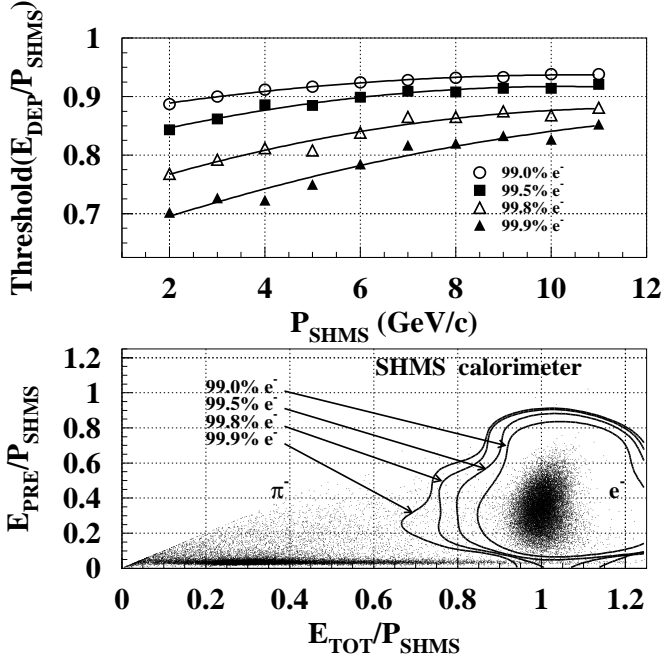 Threshold(E_DEP/P_SHMS)
1
0.9
0.8
0.7
99.0% e⁻
99.5% e⁻
99.8% e⁻
99.9% e⁻
0 2 4 6 8 10 12
P_SHMS (GeV/c)
E_PRE/P_SHMS
1.2
1
0.8
0.6
0.4
0.2
0
SHMS calorimeter
99.0% e⁻
99.5% e⁻
99.8% e⁻
99.9% e⁻
π⁻
e⁻
0 0.2 0.4 0.6 0.8 1 1.2
E_TOT/P_SHMS